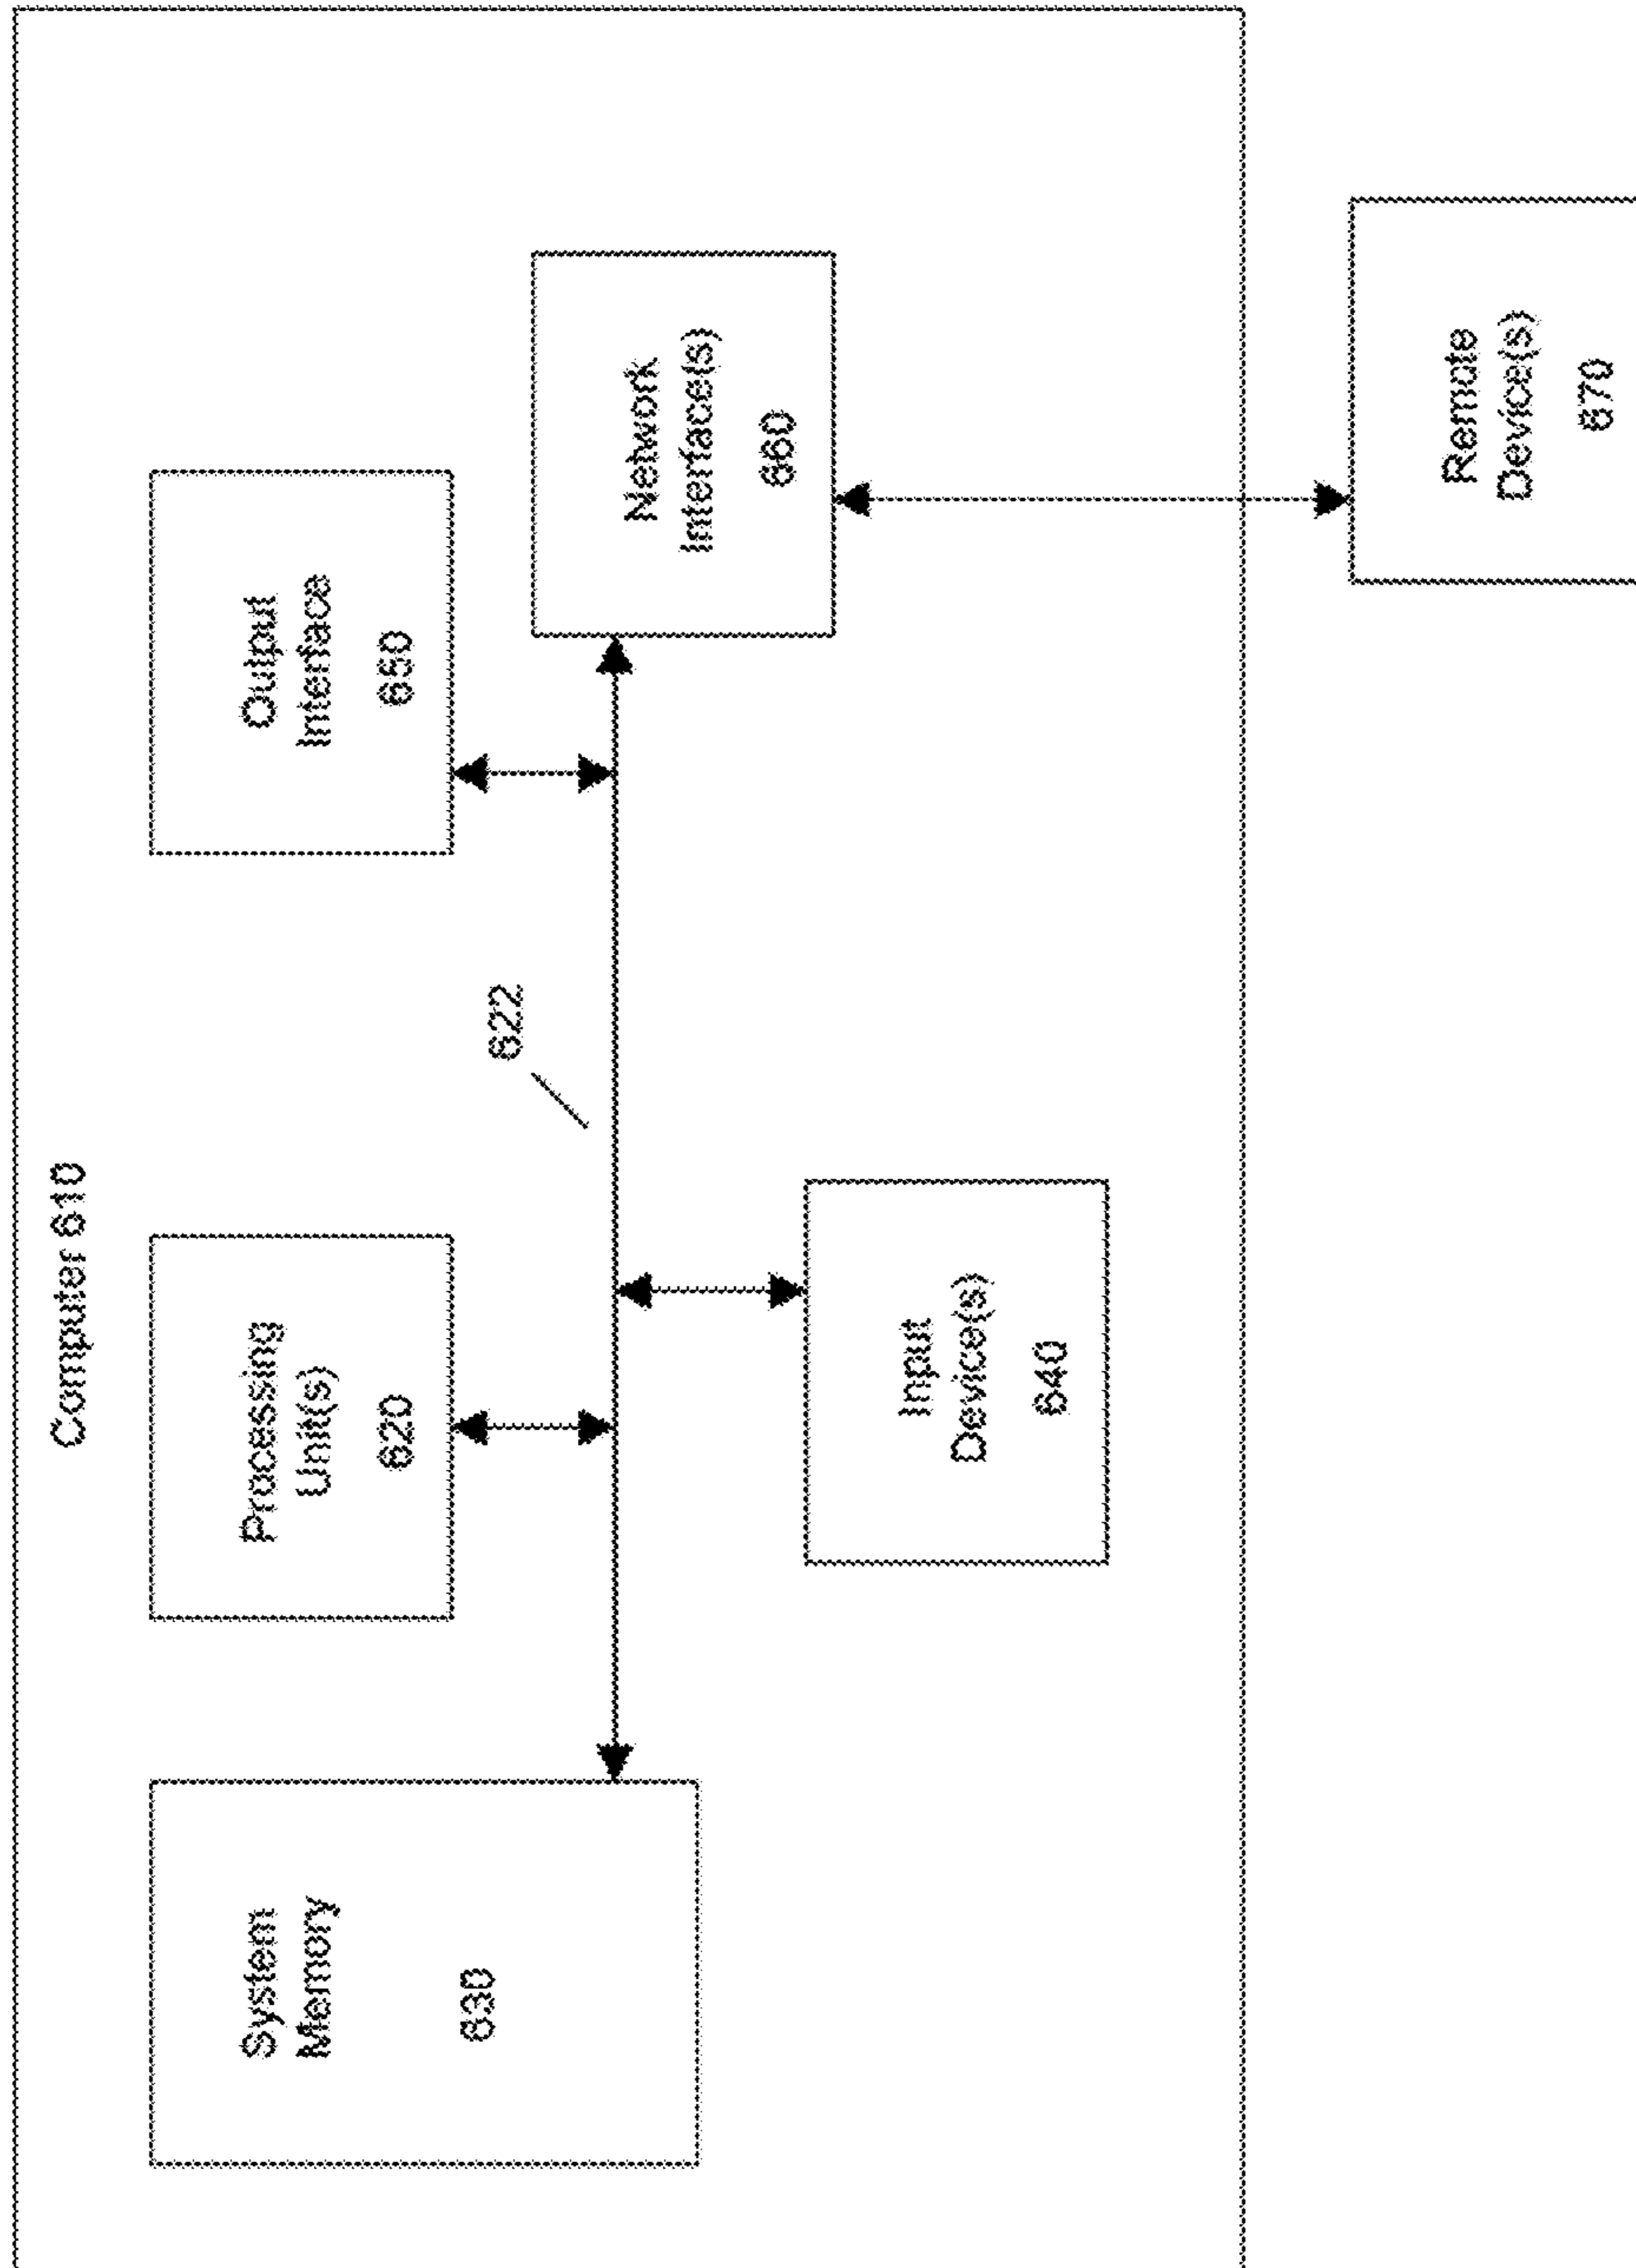 Computer 610
System
Memory
630
Processing
Unit(s)
620
Output
Interface
650
622
Network
Interface(s)
660
Input
Device(s)
640
Remote
Device(s)
670